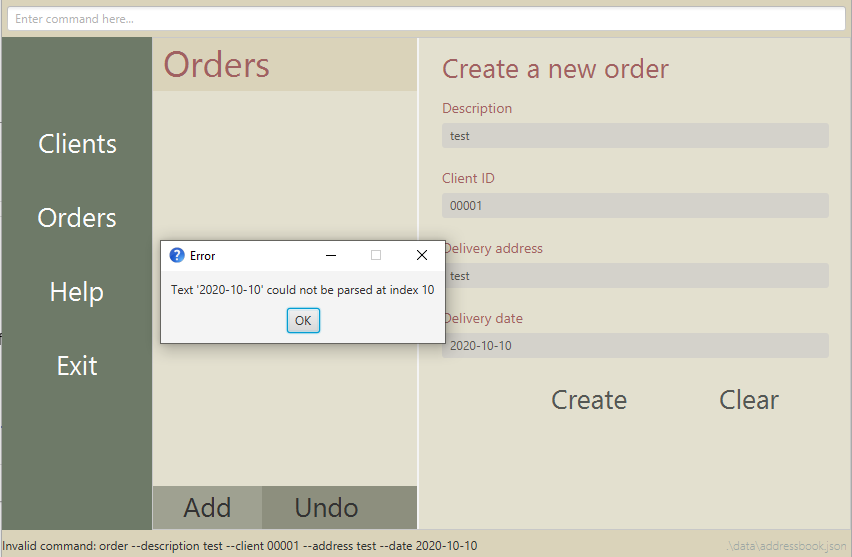 Enter command here...
Orders
Create a new order
Description
test
Clients
Client ID
00001
Orders
Delivery address
test
Error
Text '2020-10-10' could not be parsed at index 10
OK
Help
Delivery date
2020-10-10
Exit
Create
Clear
Add
Undo
Invalid command: order --description test --client 00001 --address test --date 2020-10-10
.\data\addressbook.json